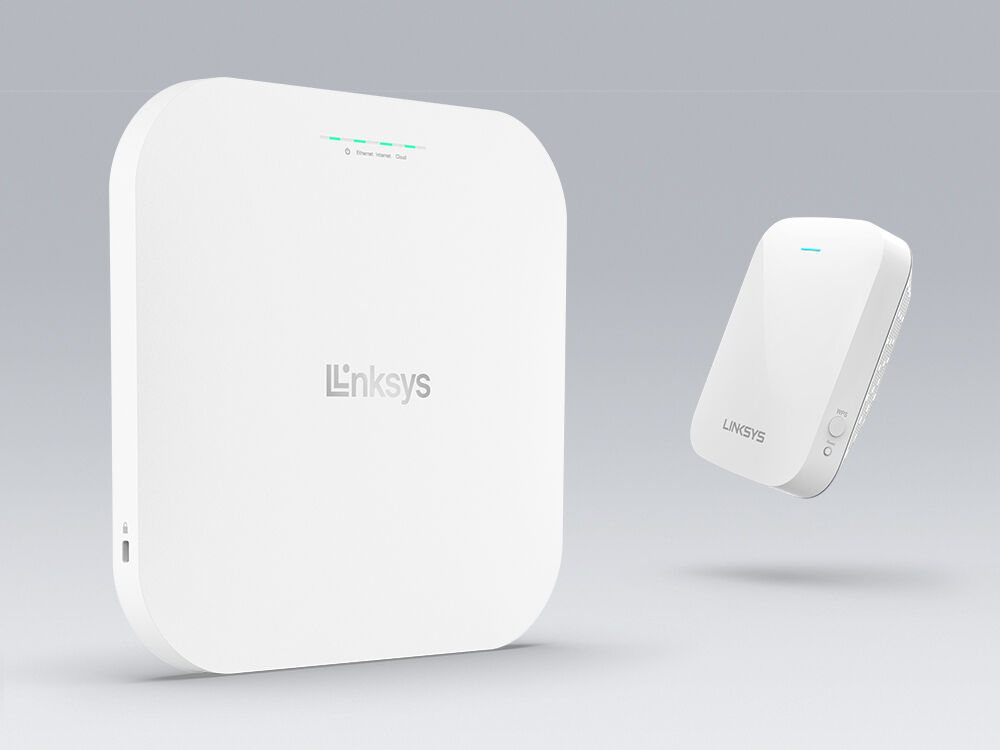 Ethernet Internet Cloud
Linksys
LINKSYS
WPS